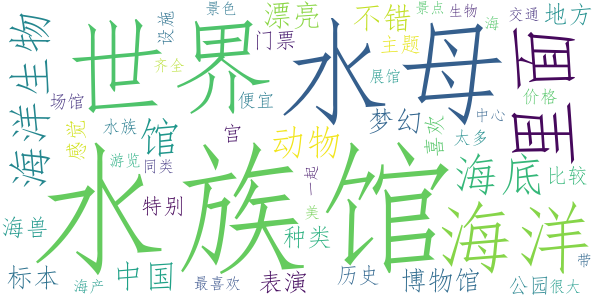 海洋生物
设施
景色
漂亮
不错
景点
生物
海
交通
地方
世界
水母
里面
门票
主题
齐全
展馆
价格
场馆
便宜
感觉
水族
馆
宫
动物
梦幻
喜欢
中心
太多
游览
同类
一起
水族馆
海底
比较
海兽
特别
美
种类
海洋
标本
海产
中国
最喜欢
表演
历史
博物馆
公园
很大
带